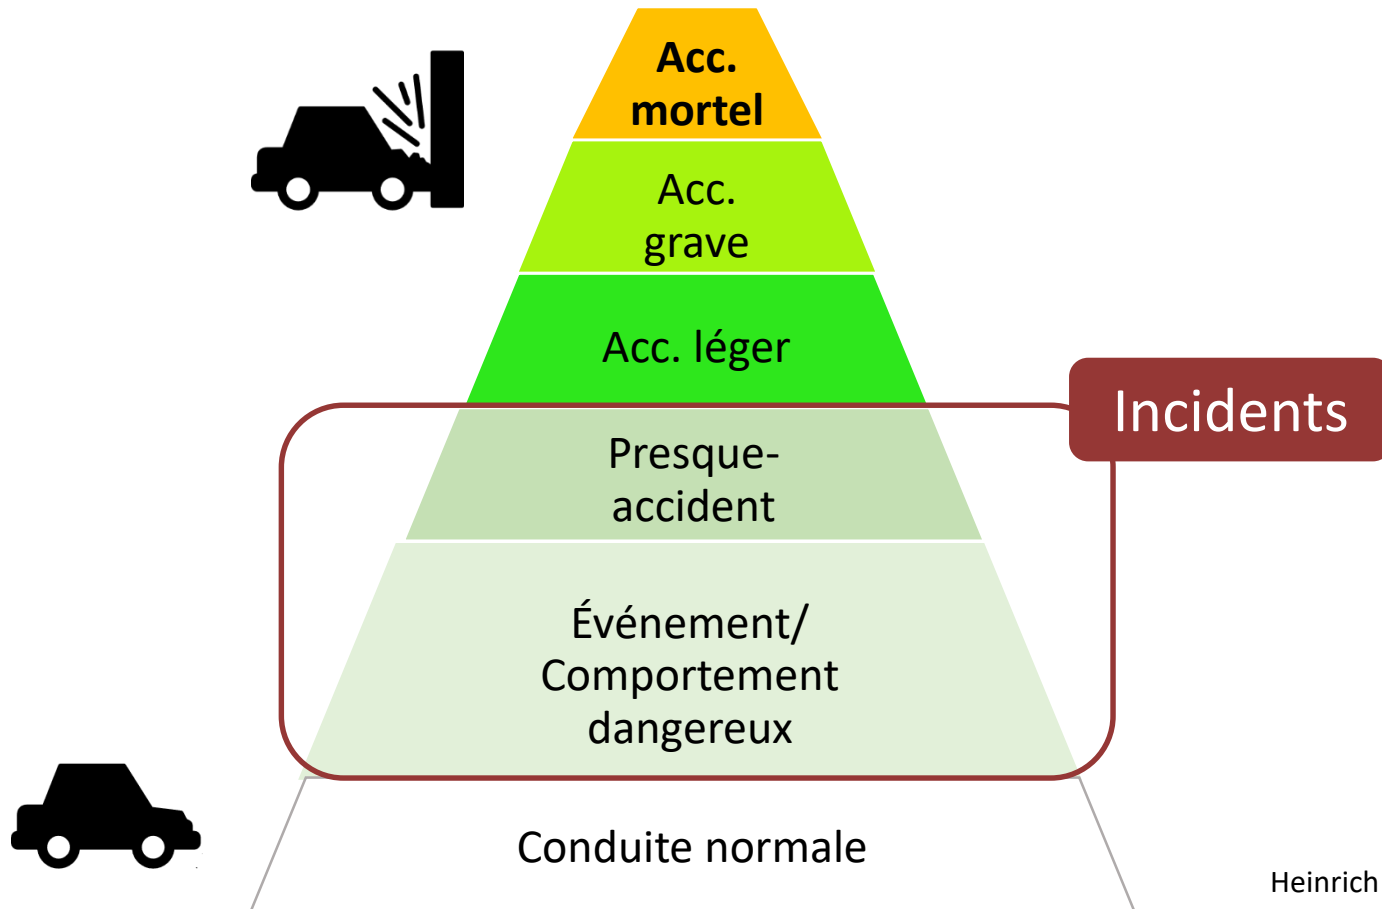 Acc.
mortel
Acc.
grave
Acc. léger
Incidents
Presque-
accident
Événement/
Comportement
dangereux
Conduite normale
Heinrich